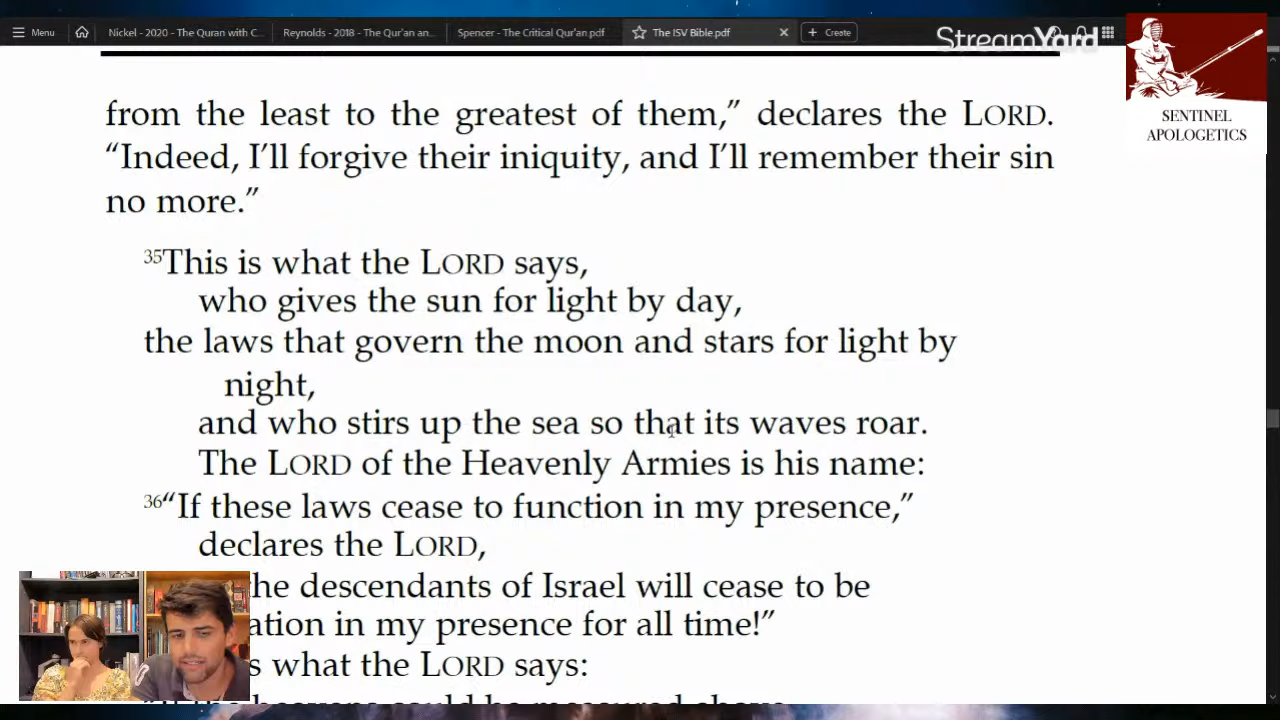 Menu
Nickel - 2020 - The Quran with C...
Reynolds - 2018 - The Qur'an an...
Spencer - The Critical Qur'an.pdf
The ISV Bible.pdf
Create
StreamYard
SENTINEL
APOLOGETICS
from the least to the greatest of them,” declares the LORD.
“Indeed, I’ll forgive their iniquity, and I’ll remember their sin
no more.”
35This is what the LORD says,
who gives the sun for light by day,
the laws that govern the moon and stars for light by
night,
and who stirs up the sea so that its waves roar.
The LORD of the Heavenly Armies is his name:
36“If these laws cease to function in my presence,”
declares the LORD,
he descendants of Israel will cease to be
ation in my presence for all time!”
s what the LORD says: